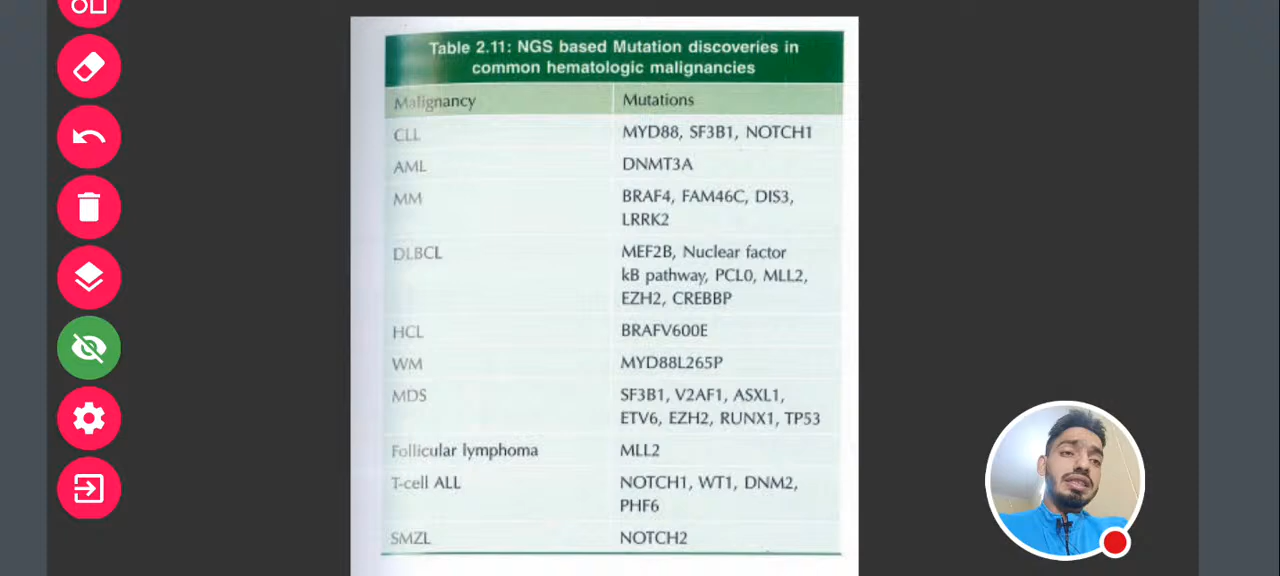 Table 2.11: NGS based Mutation discoveries in
common hematologic malignancies
Malignancy Mutations
CLL MYD88, SF3B1, NOTCH1
AML DNMT3A
MM BRAF4, FAM46C, DIS3,
LRRK2
DLBCL MEF2B, Nuclear factor
kB pathway, PCL0, MLL2,
EZH2, CREBBP
HCL BRAFV600E
WM MYD88L265P
MDS SF3B1, V2AF1, ASXL1,
ETV6, EZH2, RUNX1, TP53
Follicular lymphoma MLL2
T-cell ALL NOTCH1, WT1, DNM2,
PHF6
SMZL NOTCH2